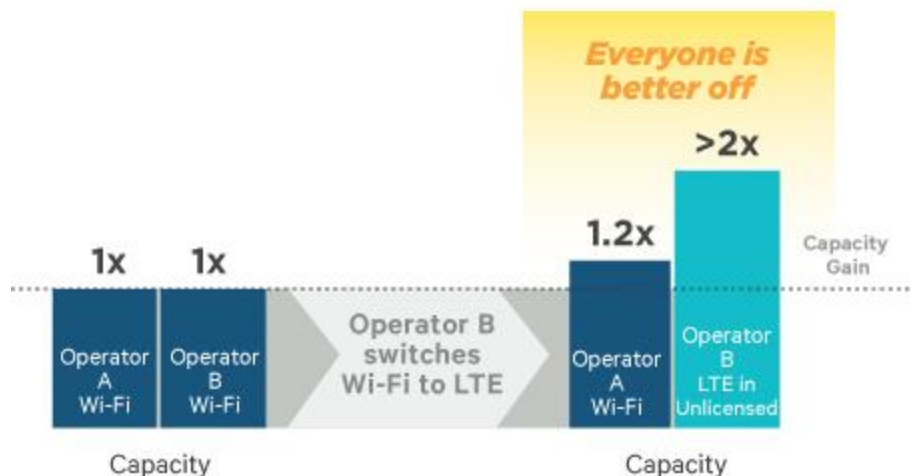 Everyone is
better off
>2x
1.2x
Capacity
Gain
1x
1x
Operator
A
Wi-Fi
Operator
B
Wi-Fi
Operator B
switches
Wi-Fi to LTE
Operator
A
Wi-Fi
Operator
B
LTE in
Unlicensed
Capacity
Capacity